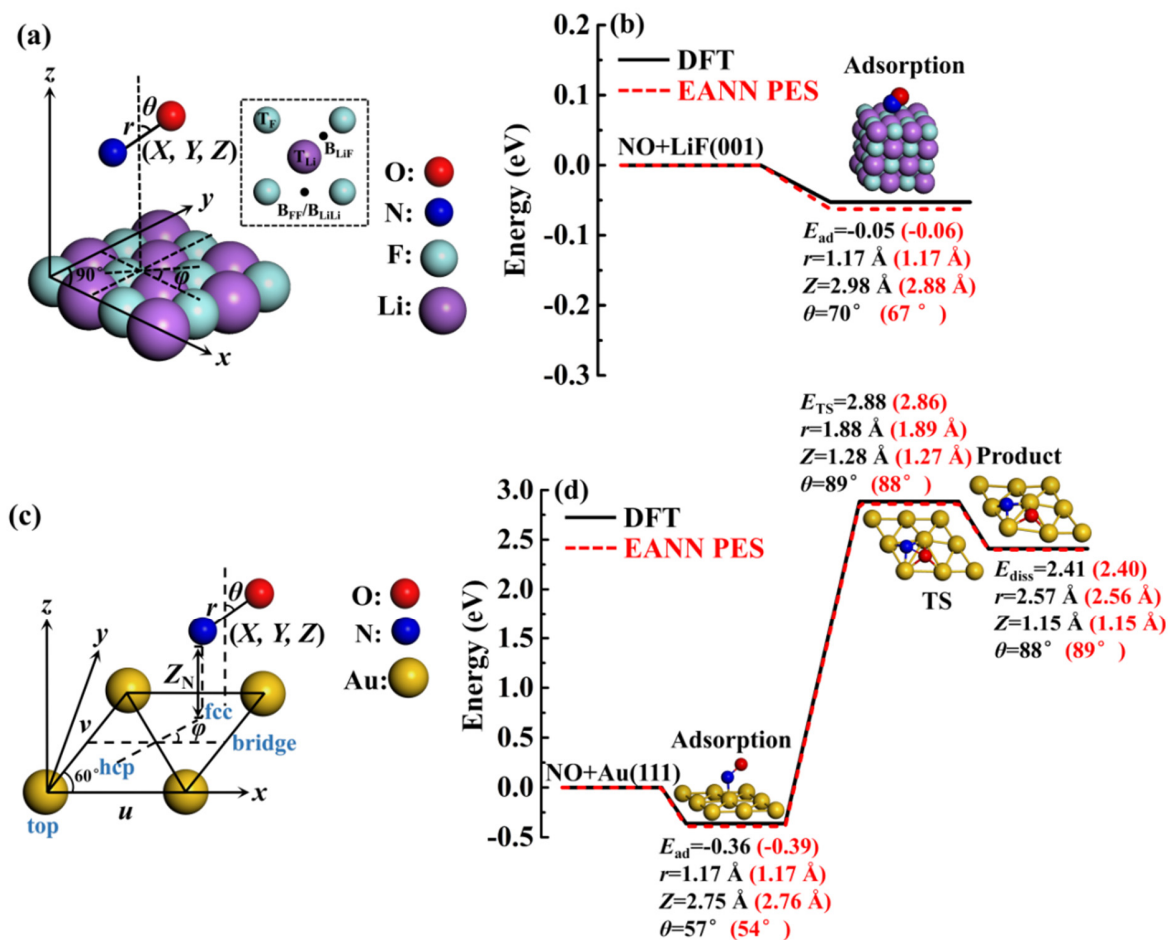 (a)
z
θ
r
(X, Y, Z)
y
90°
φ
x
T_F
B_LiF
T_Li
B_FF/B_LiLi
O:
N:
F:
Li:
(b)
0.2
0.1
0.0
-0.1
-0.2
-0.3
Energy (eV)
DFT
EANN PES
Adsorption
NO+LiF(001)
E_ad=-0.05 (-0.06)
r=1.17 Å (1.17 Å)
Z=2.98 Å (2.88 Å)
θ=70° (67 °)
(c)
z
y
θ
r
(X, Y, Z)
Z_N
fcc
φ
v
bridge
hcp
60°
x
u
top
O:
N:
Au:
(d)
3.0
2.5
2.0
1.5
1.0
0.5
0.0
-0.5
Energy (eV)
DFT
EANN PES
E_TS=2.88 (2.86)
r=1.88 Å (1.89 Å)
Z=1.28 Å (1.27 Å)
θ=89° (88° )
Product
TS
E_diss=2.41 (2.40)
r=2.57 Å (2.56 Å)
Z=1.15 Å (1.15 Å)
θ=88° (89° )
Adsorption
NO+Au(111)
E_ad=-0.36 (-0.39)
r=1.17 Å (1.17 Å)
Z=2.75 Å (2.76 Å)
θ=57° (54° )